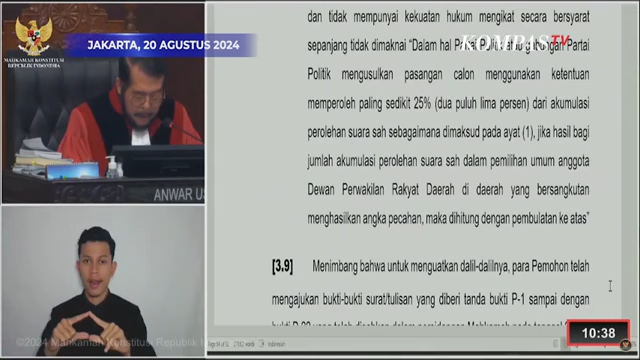 MAHKAMAH KONSTITUSI
REPUBLIK INDONESIA
JAKARTA, 20 AGUSTUS 2024
KOMPASTV
ANWAR US
dan tidak mempunyai kekuatan hukum mengikat secara bersyarat
sepanjang tidak dimaknai “Dalam hal Partai Politik atau gabungan Partai
Politik mengusulkan pasangan calon menggunakan ketentuan
memperoleh paling sedikit 25% (dua puluh lima persen) dari akumulasi
perolehan suara sah sebagaimana dimaksud pada ayat (1), jika hasil bagi
jumlah akumulasi perolehan suara sah dalam pemilihan umum anggota
Dewan Perwakilan Rakyat Daerah di daerah yang bersangkutan
menghasilkan angka pecahan, maka dihitung dengan pembulatan ke atas”
[3.9] Menimbang bahwa untuk menguatkan dalil-dalilnya, para Pemohon telah
mengajukan bukti-bukti surat/tulisan yang diberi tanda bukti P-1 sampai dengan
©2024 Mahkamah Konstitusi Republik
Indonesian
10:38